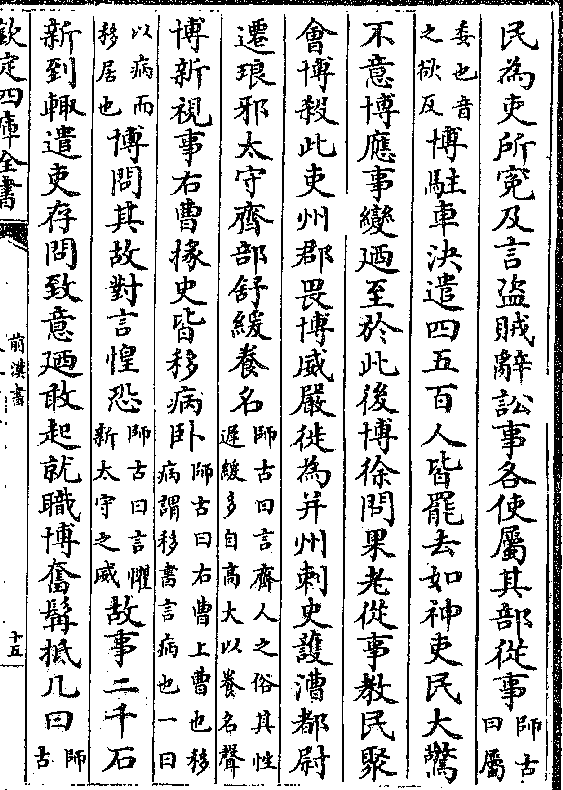 民為吏所寃及言盗賊辭訟事各使屬其部從事師古曰屬
委也音之欲反博駐車決遣四五百人皆罷去如神吏民大驚
不意博應事變廼至於此後博徐問果老從事教民聚
會博殺此吏州郡畏博威嚴徙為并州刺史護漕都尉
遷琅邪太守齊部舒緩養名師古曰言齊人之俗其性遲緩多自高大以養名聲
博新視事右曹掾史皆移病卧師古曰右曹上曹也移病謂移書言病也一曰
以病而移居也博問其故對言惶恐師古曰言懼新太守之威故事二千石
新到輙遣吏存問致意廼敢起就職博奮髯抵几曰師古
欽定四庫全書
前漢書
十五